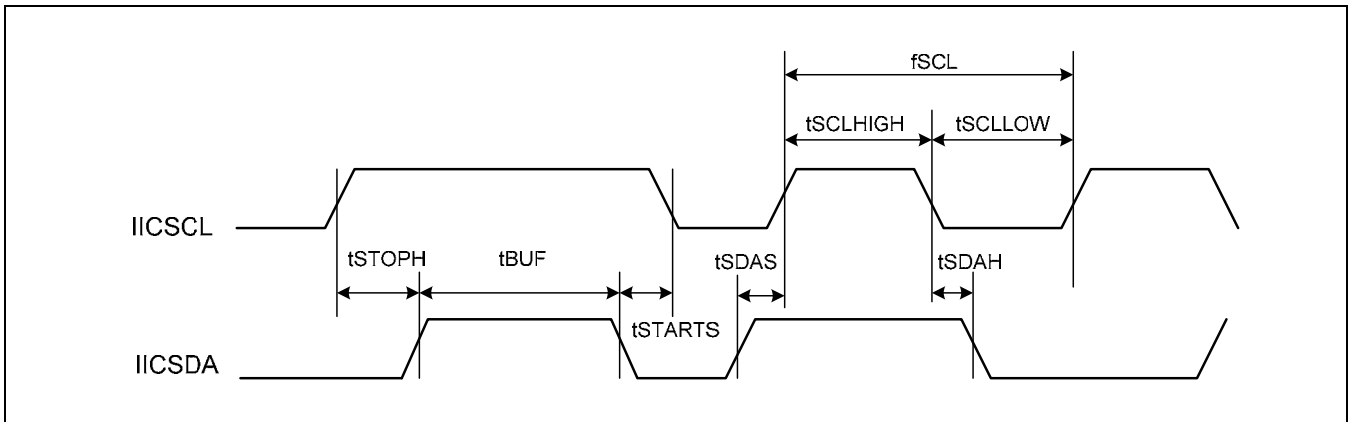 fSCL
tSCLHIGH tSCLLOW
IICSCL
tSTOPH tBUF tSDAS tSDAH
tSTARTS
IICSDA